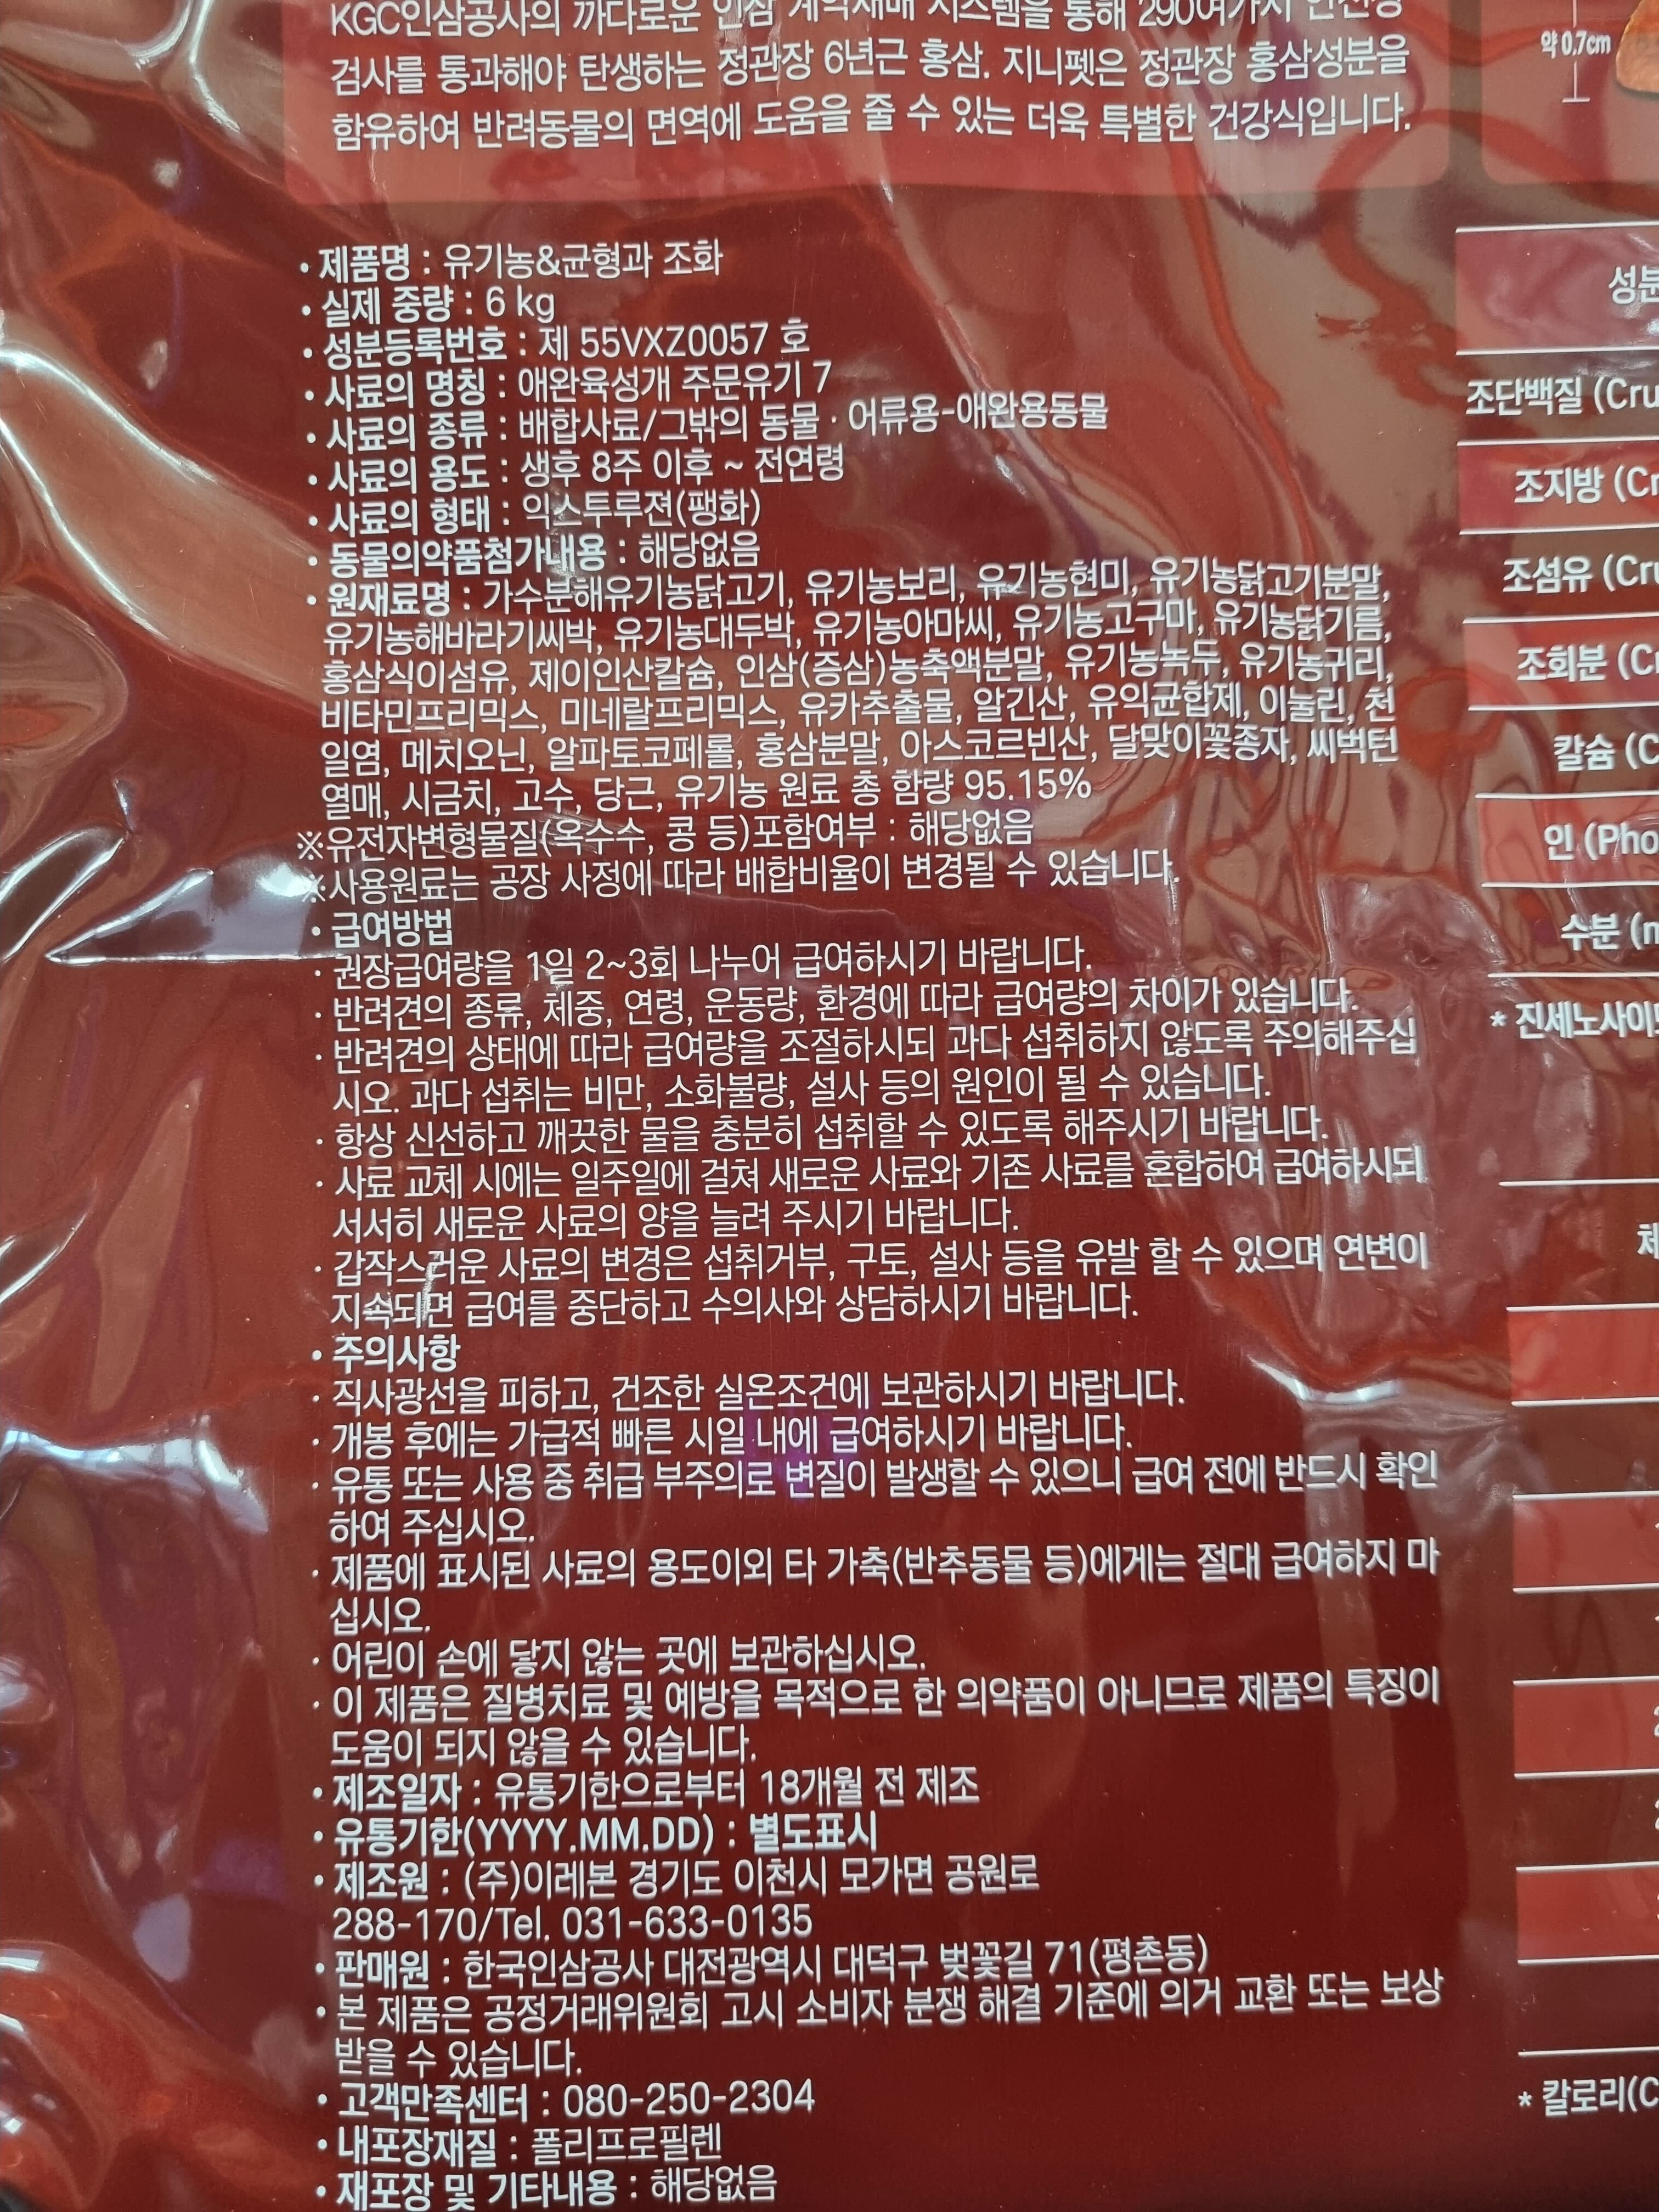 KGC인삼공사의 까다로운 인삼 계약재배 시스템을 통해 290여가지 안전성
검사를 통과해야 탄생하는 정관장 6년근 홍삼. 지니펫은 정관장 홍삼성분을
함유하여 반려동물의 면역에 도움을 줄 수 있는 더욱 특별한 건강식입니다.
약 0.7cm
• 제품명 : 유기농&균형과 조화
• 실제 중량 : 6 kg
• 성분등록번호 : 제 55VXZ0057 호
• 사료의 명칭 : 애완육성개 주문유기 7
• 사료의 종류 : 배합사료/그밖의 동물 · 어류용-애완용동물
• 사료의 용도 : 생후 8주 이후 ~ 전연령
• 사료의 형태 : 익스투루젼(팽화)
• 동물의약품첨가내용 : 해당없음
• 원재료명 : 가수분해유기농닭고기, 유기농보리, 유기농현미, 유기농닭고기분말,
유기농해바라기씨박, 유기농대두박, 유기농아마씨, 유기농고구마, 유기농닭기름,
홍삼식이섬유, 제이인산칼슘, 인삼(증삼)농축액분말, 유기농녹두, 유기농귀리,
비타민프리믹스, 미네랄프리믹스, 유카추출물, 알긴산, 유익균합제, 이눌린, 천
일염, 메치오닌, 알파토코페롤, 홍삼분말, 아스코르빈산, 달맞이꽃종자, 씨벅턴
열매, 시금치, 고수, 당근, 유기농 원료 총 함량 95.15%
※유전자변형물질(옥수수, 콩 등)포함여부 : 해당없음
※사용원료는 공장 사정에 따라 배합비율이 변경될 수 있습니다.
• 급여방법
· 권장급여량을 1일 2~3회 나누어 급여하시기 바랍니다.
· 반려견의 종류, 체중, 연령, 운동량, 환경에 따라 급여량의 차이가 있습니다.
· 반려견의 상태에 따라 급여량을 조절하시되 과다 섭취하지 않도록 주의해주십
시오. 과다 섭취는 비만, 소화불량, 설사 등의 원인이 될 수 있습니다.
· 항상 신선하고 깨끗한 물을 충분히 섭취할 수 있도록 해주시기 바랍니다.
· 사료 교체 시에는 일주일에 걸쳐 새로운 사료와 기존 사료를 혼합하여 급여하시되
서서히 새로운 사료의 양을 늘려 주시기 바랍니다.
· 갑작스러운 사료의 변경은 섭취거부, 구토, 설사 등을 유발 할 수 있으며 연변이
지속되면 급여를 중단하고 수의사와 상담하시기 바랍니다.
• 주의사항
· 직사광선을 피하고, 건조한 실온조건에 보관하시기 바랍니다.
· 개봉 후에는 가급적 빠른 시일 내에 급여하시기 바랍니다.
· 유통 또는 사용 중 취급 부주의로 변질이 발생할 수 있으니 급여 전에 반드시 확인
하여 주십시오.
· 제품에 표시된 사료의 용도이외 타 가축(반추동물 등)에게는 절대 급여하지 마
십시오.
· 어린이 손에 닿지 않는 곳에 보관하십시오.
· 이 제품은 질병치료 및 예방을 목적으로 한 의약품이 아니므로 제품의 특징이
도움이 되지 않을 수 있습니다.
• 제조일자 : 유통기한으로부터 18개월 전 제조
• 유통기한(YYYY.MM.DD) : 별도표시
• 제조원 : (주)이레본 경기도 이천시 모가면 공원로
288-170/Tel. 031-633-0135
• 판매원 : 한국인삼공사 대전광역시 대덕구 벚꽃길 71(평촌동)
• 본 제품은 공정거래위원회 고시 소비자 분쟁 해결 기준에 의거 교환 또는 보상
받을 수 있습니다.
• 고객만족센터 : 080-250-2304
• 내포장재질 : 폴리프로필렌
• 재포장 및 기타내용 : 해당없음
성분
조단백질 (Cru
조지방 (Cr
조섬유 (Cru
조회분 (Cr
칼슘 (C
인 (Pho
수분 (m
* 진세노사이드
체
* 칼로리(C